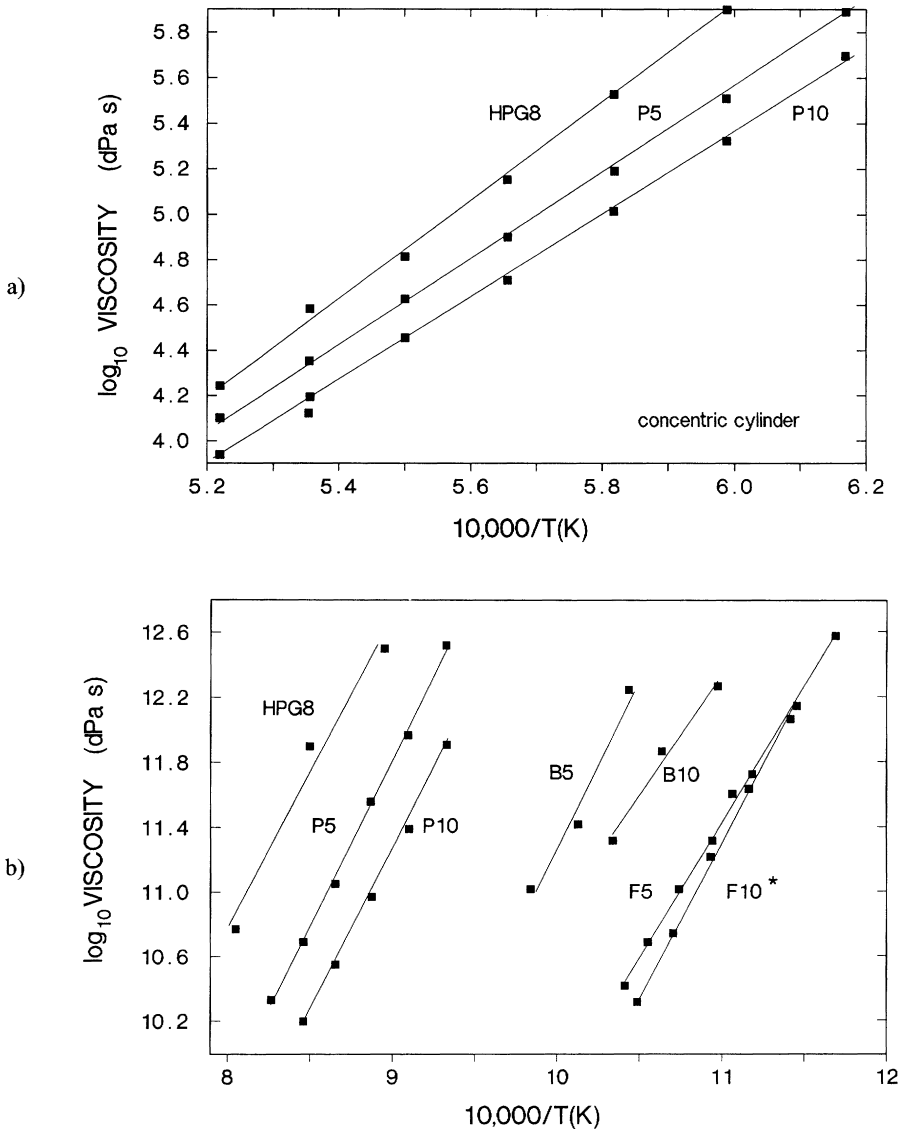 a)
log10 VISCOSITY (dPa s)
5.8
5.6
5.4
5.2
5.0
4.8
4.6
4.4
4.2
4.0
HPG8
P5
P10
concentric cylinder
5.2
5.4
5.6
5.8
6.0
6.2
10,000/T(K)
b)
log10 VISCOSITY (dPa s)
12.6
12.2
11.8
11.4
11.0
10.6
10.2
HPG8
P5
P10
B5
B10
F5
F10 *
8
9
10
11
12
10,000/T(K)